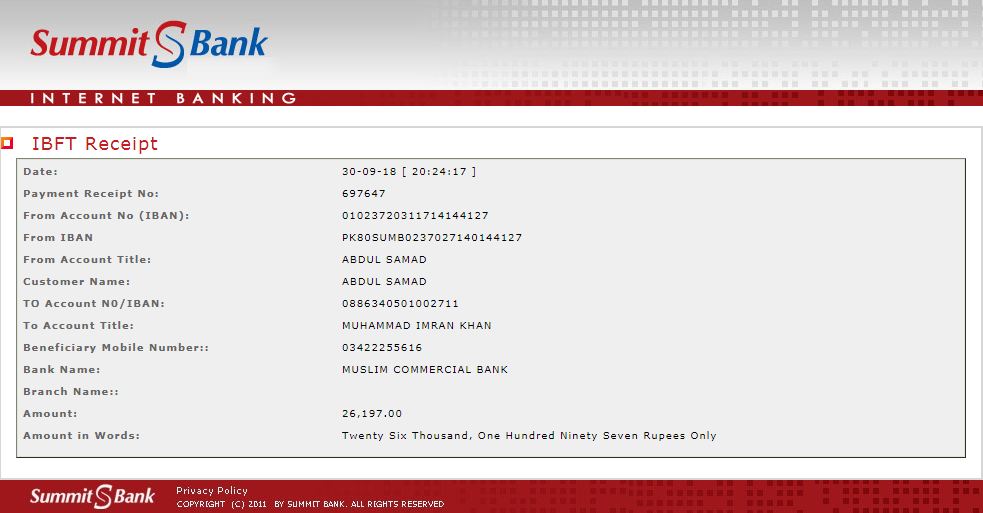 Summit S Bank
INTERNET BANKING
IBFT Receipt
Date: 30-09-18 [ 20:24:17 ]
Payment Receipt No: 697647
From Account No (IBAN): 01023720311714144127
From IBAN PK80SUMB0237027140144127
From Account Title: ABDUL SAMAD
Customer Name: ABDUL SAMAD
TO Account N0/IBAN: 0886340501002711
To Account Title: MUHAMMAD IMRAN KHAN
Beneficiary Mobile Number:: 03422255616
Bank Name: MUSLIM COMMERCIAL BANK
Branch Name::
Amount: 26,197.00
Amount in Words: Twenty Six Thousand, One Hundred Ninety Seven Rupees Only
Summit S Bank
Privacy Policy
COPYRIGHT (C) 2011 BY SUMMIT BANK. ALL RIGHTS RESERVED